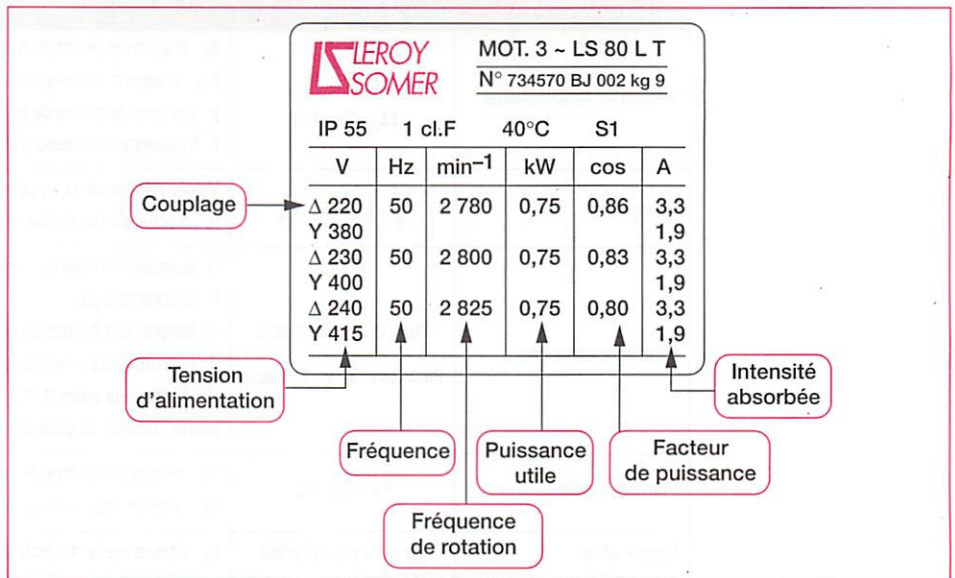 LEROY
SOMER
MOT. 3 ~ LS 80 L T
N° 734570 BJ 002 kg 9
IP 55 1 cl.F 40°C S1
V Hz min–1 kW cos A
Couplage
Δ 220 50 2 780 0,75 0,86 3,3
Y 380 1,9
Δ 230 50 2 800 0,75 0,83 3,3
Y 400 1,9
Δ 240 50 2 825 0,75 0,80 3,3
Y 415 1,9
Tension
d'alimentation
Intensité
absorbée
Fréquence
Puissance
utile
Facteur
de puissance
Fréquence
de rotation